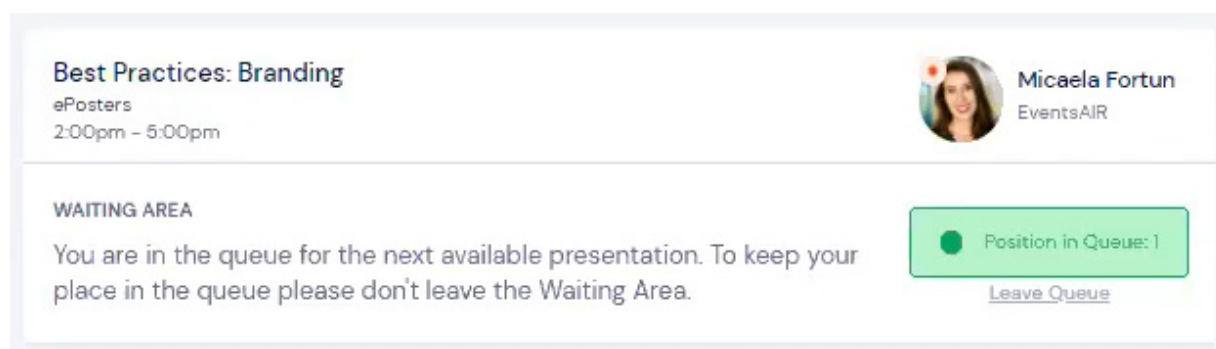 Best Practices: Branding
ePosters
2:00pm - 5:00pm
Micaela Fortun
EventsAIR
WAITING AREA
You are in the queue for the next available presentation. To keep your
place in the queue please don't leave the Waiting Area.
Position in Queue: 1
Leave Queue